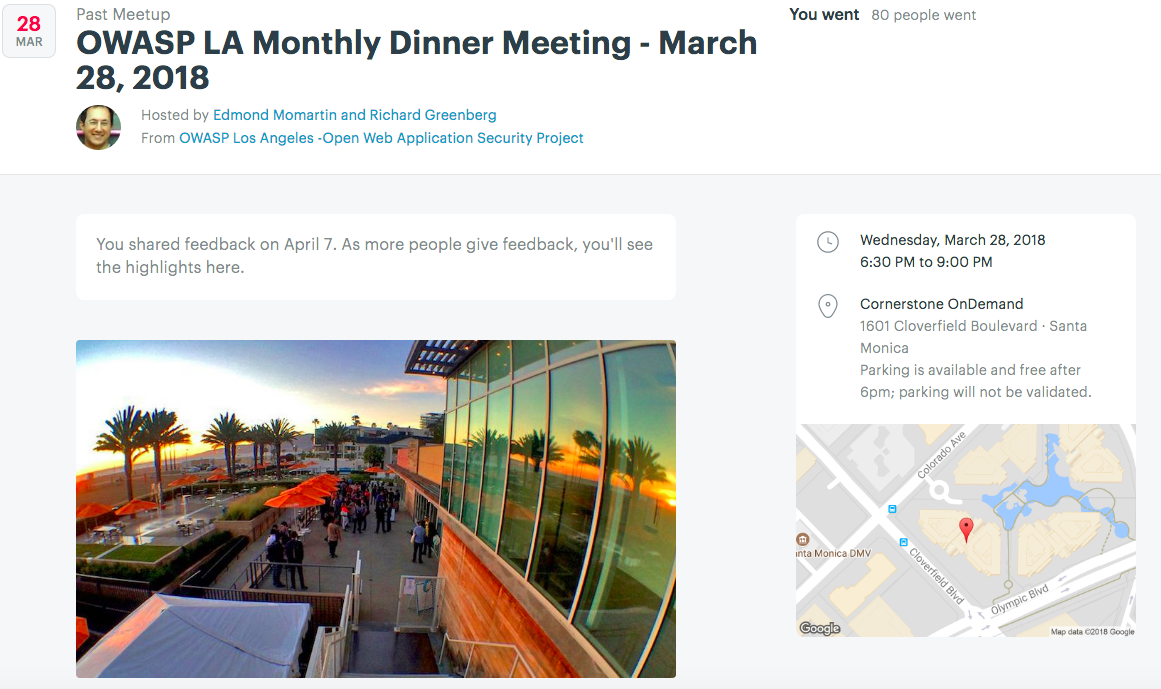 28
MAR
Past Meetup
OWASP LA Monthly Dinner Meeting - March
28, 2018
Hosted by Edmond Momartin and Richard Greenberg
From OWASP Los Angeles -Open Web Application Security Project
You went 80 people went
You shared feedback on April 7. As more people give feedback, you'll see
the highlights here.
Wednesday, March 28, 2018
6:30 PM to 9:00 PM
Cornerstone OnDemand
1601 Cloverfield Boulevard · Santa
Monica
Parking is available and free after
6pm; parking will not be validated.
Colorado Ave
nta Monica DMV
Cloverfield Blvd
Olympic Blvd
Google
Map data ©2018 Google